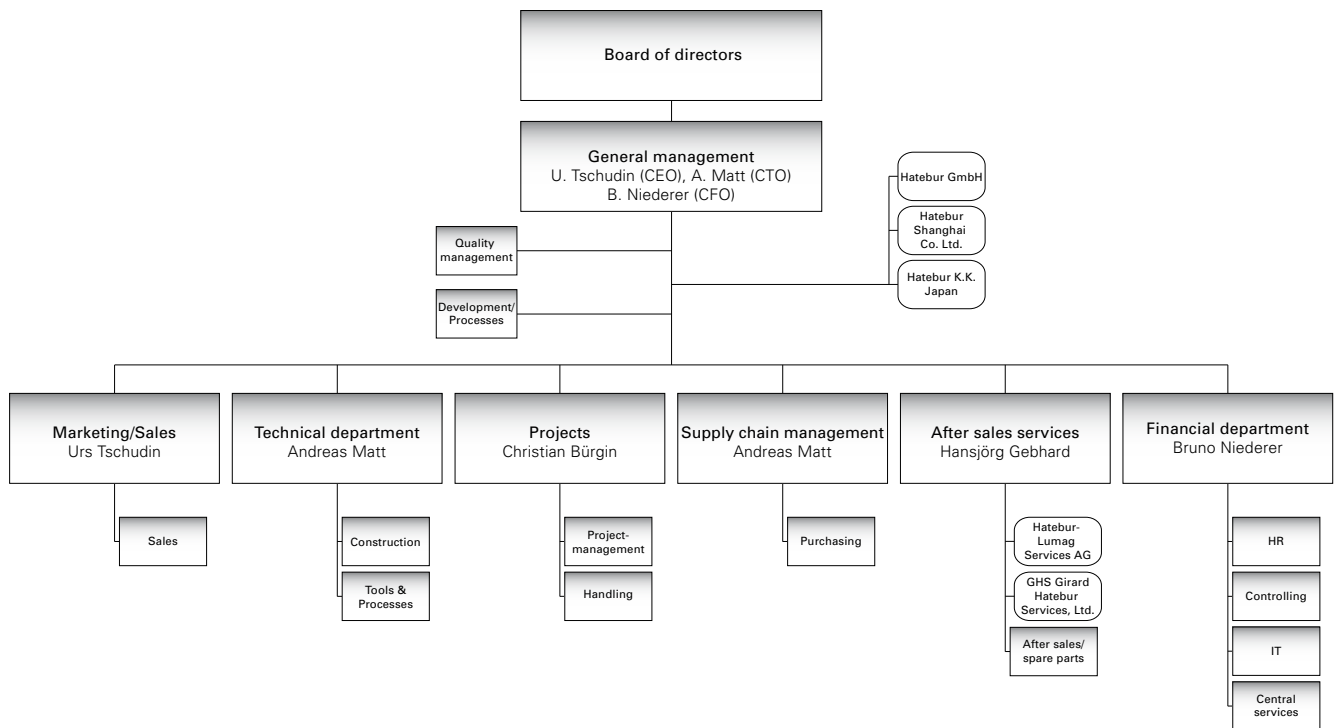 Board of directors
General management
U. Tschudin (CEO), A. Matt (CTO)
B. Niederer (CFO)
Hatebur GmbH
Hatebur
Shanghai
Co. Ltd.
Hatebur K.K.
Japan
Quality
management
Development/
Processes
Marketing/Sales
Urs Tschudin
Sales
Technical department
Andreas Matt
Construction
Tools &
Processes
Projects
Christian Bürgin
Project-
management
Handling
Supply chain management
Andreas Matt
Purchasing
After sales services
Hansjörg Gebhard
Hatebur-
Lumag
Services AG
GHS Girard
Hatebur
Services, Ltd.
After sales/
spare parts
Financial department
Bruno Niederer
HR
Controlling
IT
Central
services